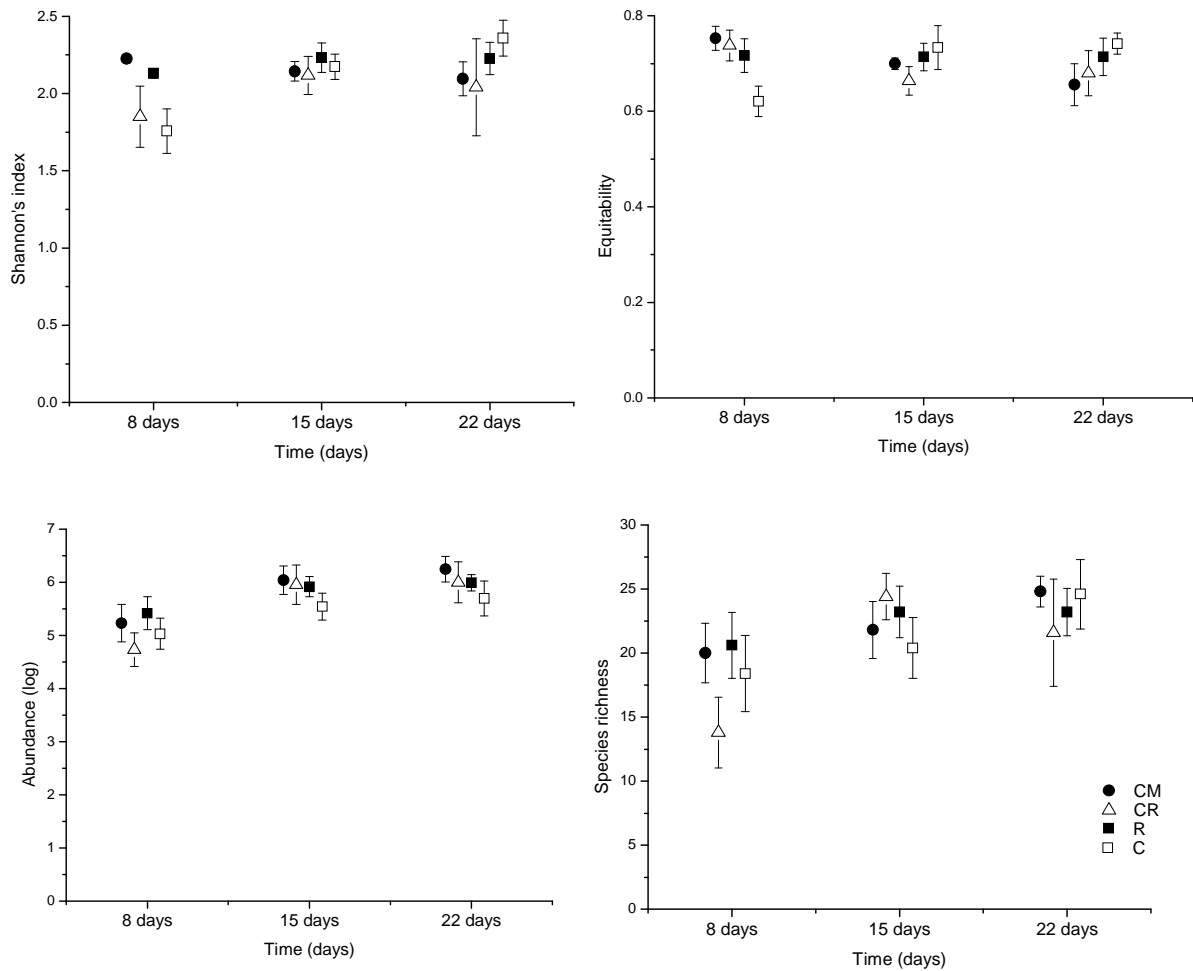 2.5
2.0
1.5
1.0
0.5
0.0
Shannon's index
8 days 15 days 22 days
Time (days)
0.8
0.6
0.4
0.2
0.0
Equitability
8 days 15 days 22 days
Time (days)
7
6
5
4
3
2
1
0
Abundance (log)
8 days 15 days 22 days
Time (days)
30
25
20
15
10
5
0
Species richness
CM
CR
R
C
8 days 15 days 22 days
Time (days)